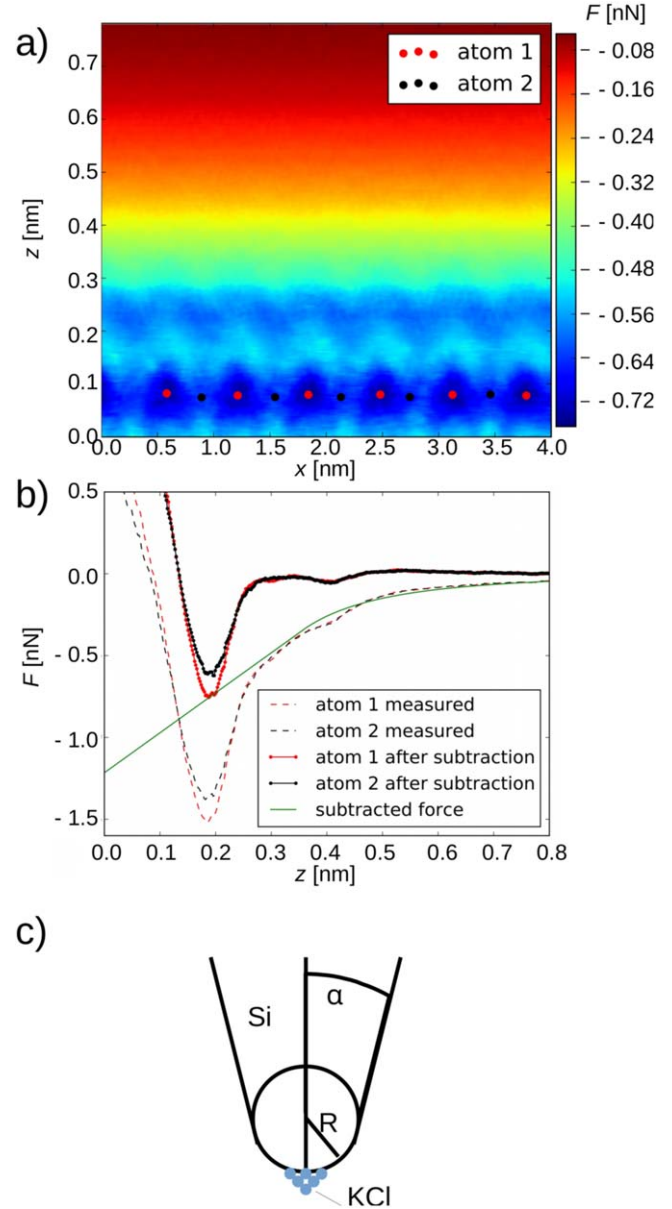 a)
F [nN]
atom 1
atom 2
z [nm]
0.7
0.6
0.5
0.4
0.3
0.2
0.1
0.0
0.0 0.5 1.0 1.5 2.0 2.5 3.0 3.5 4.0
x [nm]
- 0.08
- 0.16
- 0.24
- 0.32
- 0.40
- 0.48
- 0.56
- 0.64
- 0.72
b)
F [nN]
0.5
0.0
- 0.5
- 1.0
- 1.5
0.0 0.1 0.2 0.3 0.4 0.5 0.6 0.7 0.8
z [nm]
atom 1 measured
atom 2 measured
atom 1 after subtraction
atom 2 after subtraction
subtracted force
c)
Si
α
R
KCl